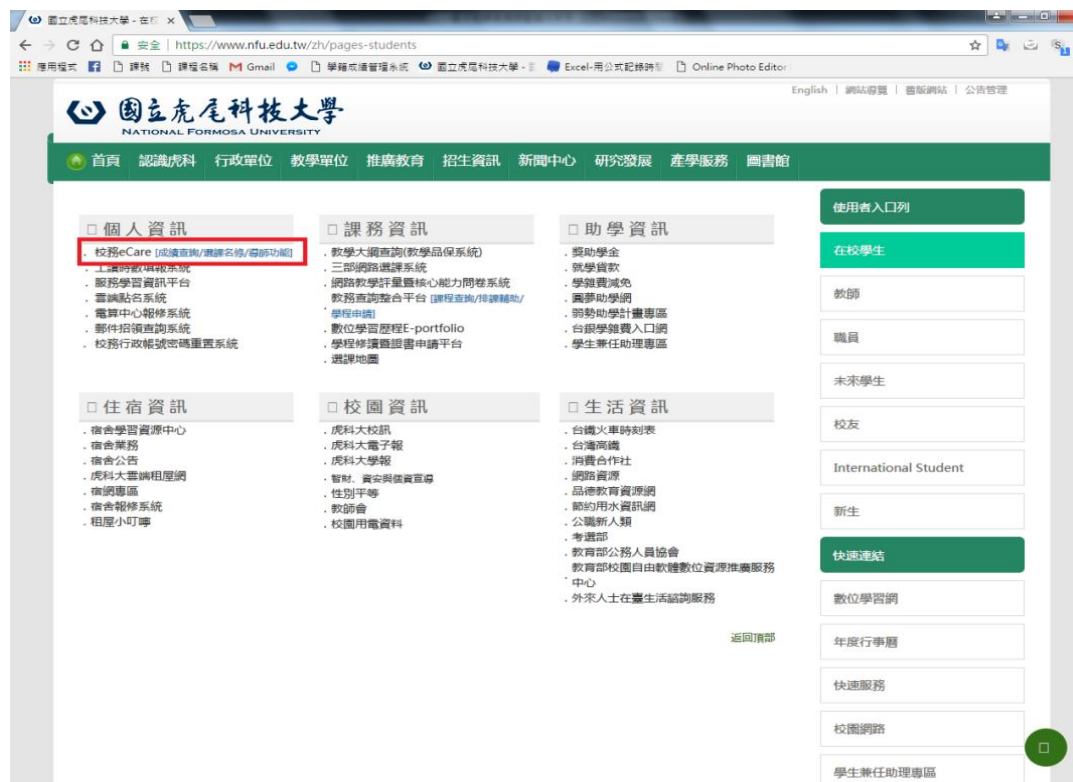 國立虎尾科技大學 - 在校
安全 | https://www.nfu.edu.tw/zh/pages-students
應用程式 課號 課程名稱 Gmail 學籍成績管理系統 國立虎尾科技大學 - Excel-用公式記錄時 Online Photo Editor
English | 網站導覽 | 舊版網站 | 公告管理
國立虎尾科技大學
NATIONAL FORMOSA UNIVERSITY
首頁 認識虎科 行政單位 教學單位 推廣教育 招生資訊 新聞中心 研究發展 產學服務 圖書館
個人資訊
. 校務eCare [成績查詢/選課名條/導師功能]
. 工讀時數填報系統
. 服務學習資訊平台
. 雲端點名系統
. 電算中心報修系統
. 郵件招領查詢系統
. 校務行政帳號密碼重置系統
課務資訊
. 教學大綱查詢(教學品保系統)
. 三部網路選課系統
. 網路教學評量暨核心能力問卷系統
. 教務查詢整合平台 [課程查詢/排課輔助/
學程申請]
. 數位學習歷程E-portfolio
. 學程修讀暨證書申請平台
. 選課地圖
助學資訊
. 獎助學金
. 就學貸款
. 學雜費減免
. 圓夢助學網
. 弱勢助學計畫專區
. 台銀學雜費入口網
. 學生兼任助理專區
住宿資訊
. 宿舍學習資源中心
. 宿舍業務
. 宿舍公告
. 虎科大雲端租屋網
. 宿網專區
. 宿舍報修系統
. 租屋小叮嚀
校園資訊
. 虎科大校訊
. 虎科大電子報
. 虎科大學報
. 智財、資安與個資宣導
. 性別平等
. 教師會
. 校園用電資料
生活資訊
. 台鐵火車時刻表
. 台灣高鐵
. 消費合作社
. 網路資源
. 品德教育資源網
. 節約用水資訊網
. 公職新人類
. 考選部
. 教育部公務人員協會
. 教育部校園自由軟體數位資源推廣服務
中心
. 外來人士在臺生活諮詢服務
返回頂部
使用者入口列
在校學生
教師
職員
未來學生
校友
International Student
新生
快速連結
數位學習網
年度行事曆
快速服務
校園網路
學生兼任助理專區